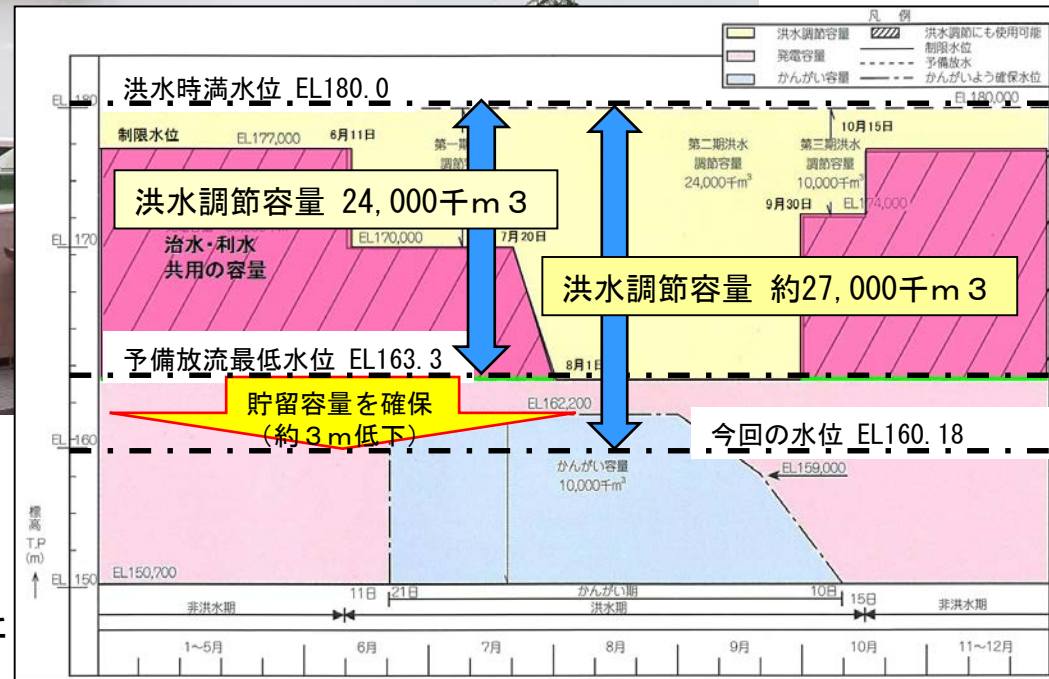 凡 例
洪水調節容量
洪水調節にも使用可能
制限水位
発電容量
予備放水
かんがい容量
かんがいよう確保水位
洪水時満水位 EL180.0
EL 180
EL180,000
制限水位
EL177,000
6月11日
10月15日
第一期
第二期洪水
調節容量
24,000千m³
第三期洪水
調節容量
10,000千m³
洪水調節容量 24,000千ｍ３
9月30日
EL174,000
EL 170
EL170,000
7月20日
治水・利水
共用の容量
洪水調節容量 約27,000千ｍ３
予備放流最低水位 EL163.3
8月1日
貯留容量を確保
（約３ｍ低下）
EL162,200
今回の水位 EL160.18
EL 160
かんがい容量
10,000千m³
EL159,000
標高
T.P
(m)
EL150,700
EL 150
11日
21日
かんがい期
10日
15日
非洪水期
洪水期
非洪水期
1～5月
6月
7月
8月
9月
10月
11～12月